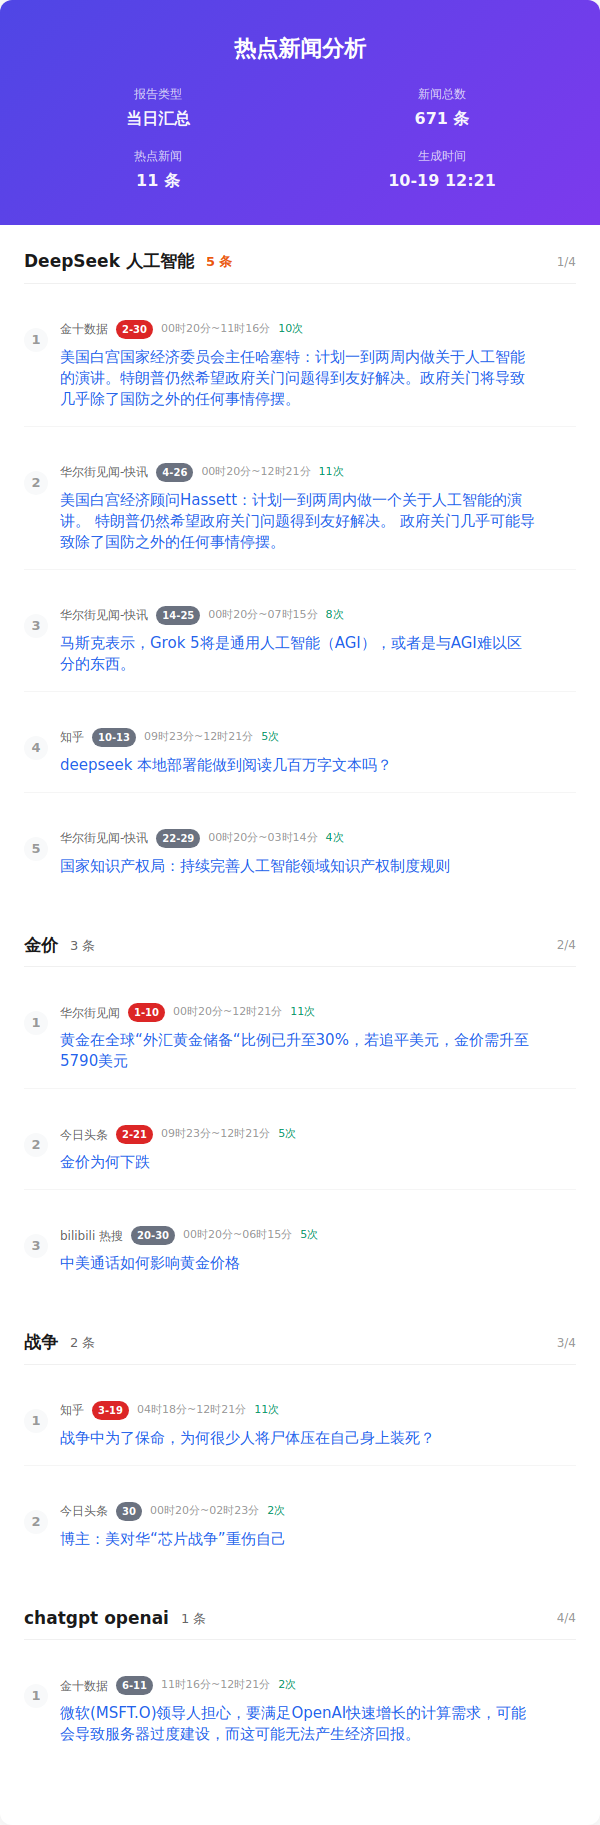 热点新闻分析
报告类型
当日汇总
新闻总数
671 条
热点新闻
11 条
生成时间
10-19 12:21
DeepSeek 人工智能 5 条 1/4
1 金十数据 2-30 00时20分~11时16分 10次
美国白宫国家经济委员会主任哈塞特：计划一到两周内做关于人工智能
的演讲。特朗普仍然希望政府关门问题得到友好解决。政府关门将导致
几乎除了国防之外的任何事情停摆。
2 华尔街见闻-快讯 4-26 00时20分~12时21分 11次
美国白宫经济顾问Hassett：计划一到两周内做一个关于人工智能的演
讲。 特朗普仍然希望政府关门问题得到友好解决。 政府关门几乎可能导
致除了国防之外的任何事情停摆。
3 华尔街见闻-快讯 14-25 00时20分~07时15分 8次
马斯克表示，Grok 5将是通用人工智能（AGI），或者是与AGI难以区
分的东西。
4 知乎 10-13 09时23分~12时21分 5次
deepseek 本地部署能做到阅读几百万字文本吗？
5 华尔街见闻-快讯 22-29 00时20分~03时14分 4次
国家知识产权局：持续完善人工智能领域知识产权制度规则
金价 3 条 2/4
1 华尔街见闻 1-10 00时20分~12时21分 11次
黄金在全球“外汇黄金储备“比例已升至30%，若追平美元，金价需升至
5790美元
2 今日头条 2-21 09时23分~12时21分 5次
金价为何下跌
3 bilibili 热搜 20-30 00时20分~06时15分 5次
中美通话如何影响黄金价格
战争 2 条 3/4
1 知乎 3-19 04时18分~12时21分 11次
战争中为了保命，为何很少人将尸体压在自己身上装死？
2 今日头条 30 00时20分~02时23分 2次
博主：美对华“芯片战争”重伤自己
chatgpt openai 1 条 4/4
1 金十数据 6-11 11时16分~12时21分 2次
微软(MSFT.O)领导人担心，要满足OpenAI快速增长的计算需求，可能
会导致服务器过度建设，而这可能无法产生经济回报。